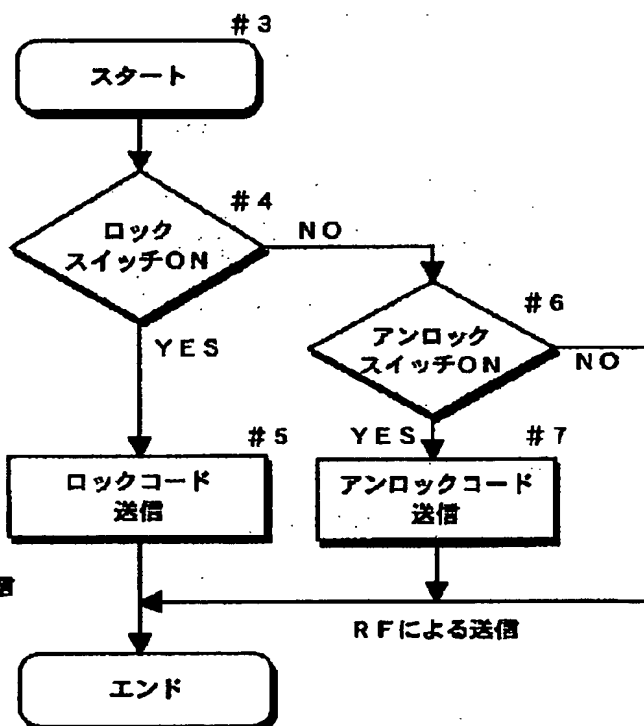 #3
スタート
#4
ロック
スイッチON
NO
YES
#6
アンロック
スイッチON
NO
#5
ロックコード
送信
YES
#7
アンロックコード
送信
信
RFによる送信
エンド